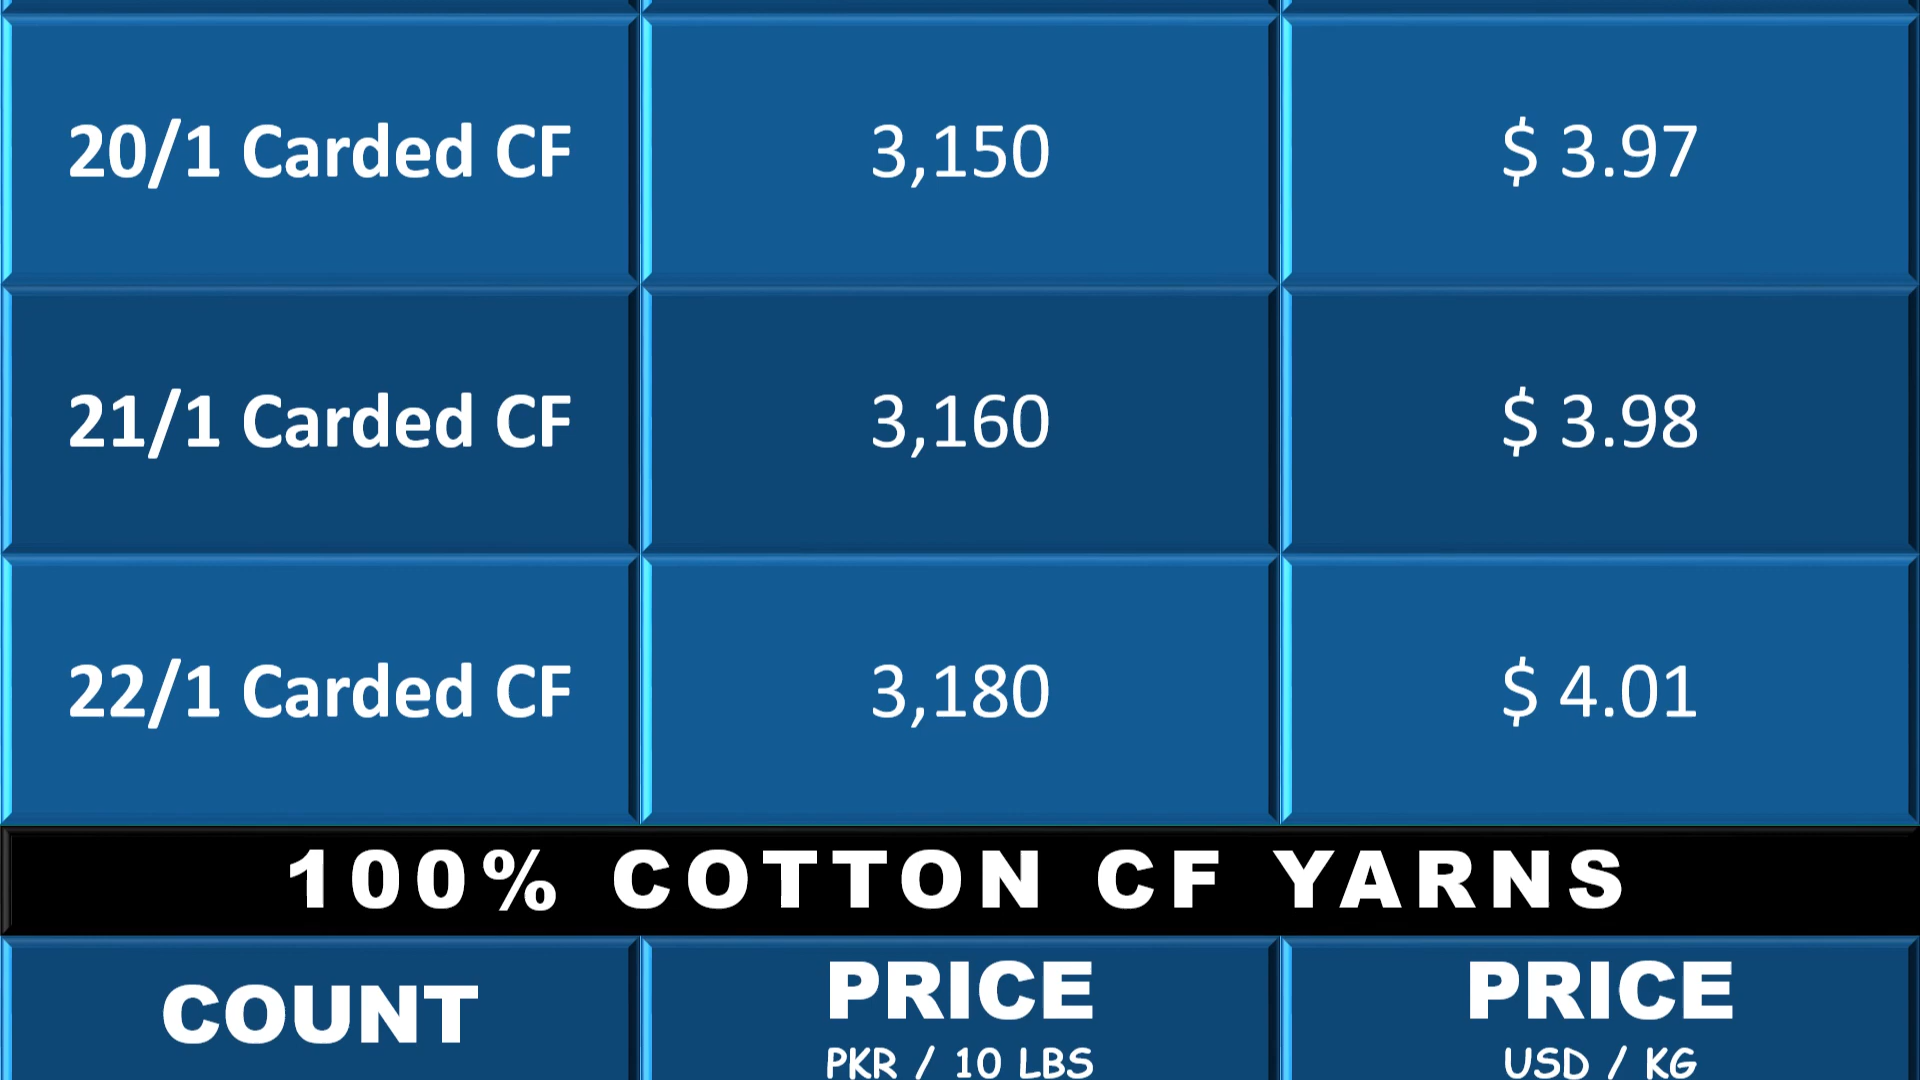 20/1 Carded CF 3,150 $ 3.97
21/1 Carded CF 3,160 $ 3.98
22/1 Carded CF 3,180 $ 4.01
100% COTTON CF YARNS
COUNT PRICE PRICE
PKR / 10 LBS USD / KG